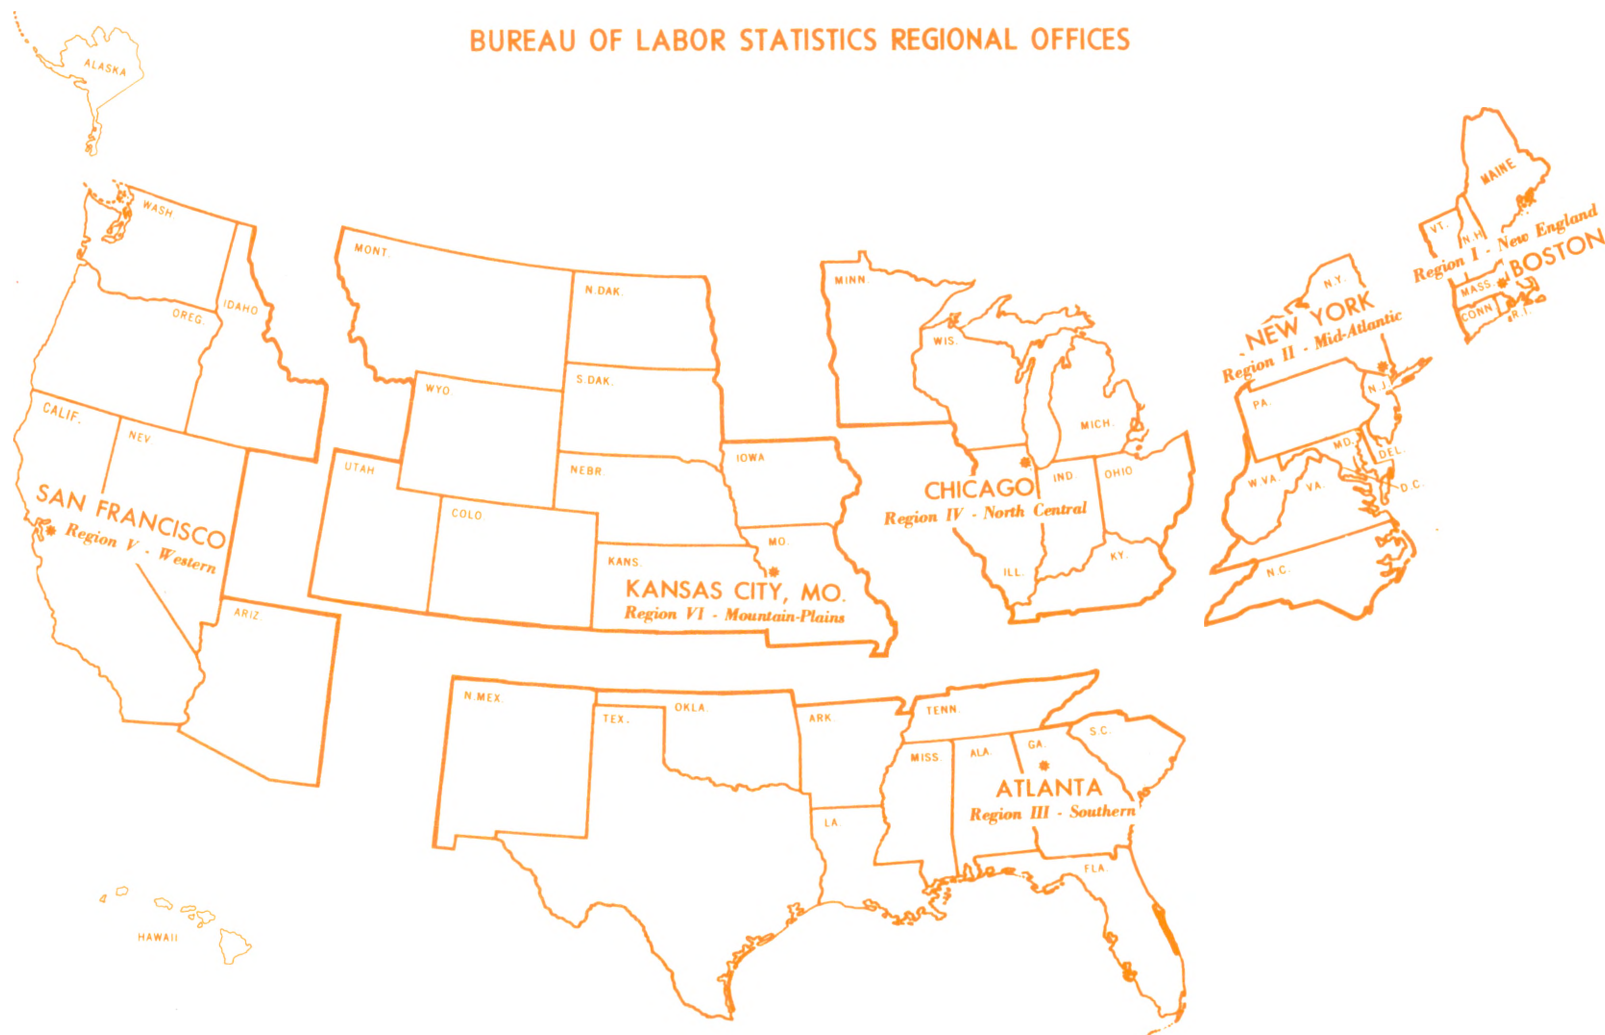 BUREAU OF LABOR STATISTICS REGIONAL OFFICES
ALASKA
WASH
OREG.
IDAHO
CALIF.
NEV.
SAN FRANCISCO
Region V - Western
ARIZ
HAWAII
MONT.
N.DAK.
S.DAK.
WYO.
NEBR
UTAH
COLO
KANS.
IOWA
MO.
KANSAS CITY, MO.
Region VI - Mountain-Plains
MINN.
WIS.
MICH.
CHICAGO
Region IV - North Central
IND.
OHIO
ILL.
KY.
N.MEX.
TEX.
OKLA.
ARK.
LA
TENN.
MISS.
ALA.
GA.
S.C.
ATLANTA
Region III - Southern
FLA.
N.Y.
NEW YORK
Region II - Mid-Atlantic
PA.
N.J.
MD.
DEL.
W.VA.
VA.
D.C.
N.C.
MAINE
VT.
N.H.
Region I - New England
BOSTON
MASS.
CONN
R.I.